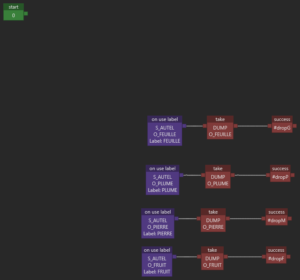 start
0
on use label
S_AUTEL
O_FEUILLE
Label: FEUILLE
take
DUMP
O_FEUILLE
success
on use label
S_AUTEL
O_PLUME
Label: PLUME
take
DUMP
O_PLUME
success
#dropP
on use label
S_AUTEL
O_PIERRE
Label: PIERRE
take
DUMP
O_PIERRE
success
#dropM
on use label
S_AUTEL
O_FRUIT
Label: FRUIT
take
DUMP
O_FRUIT
success
#dropF